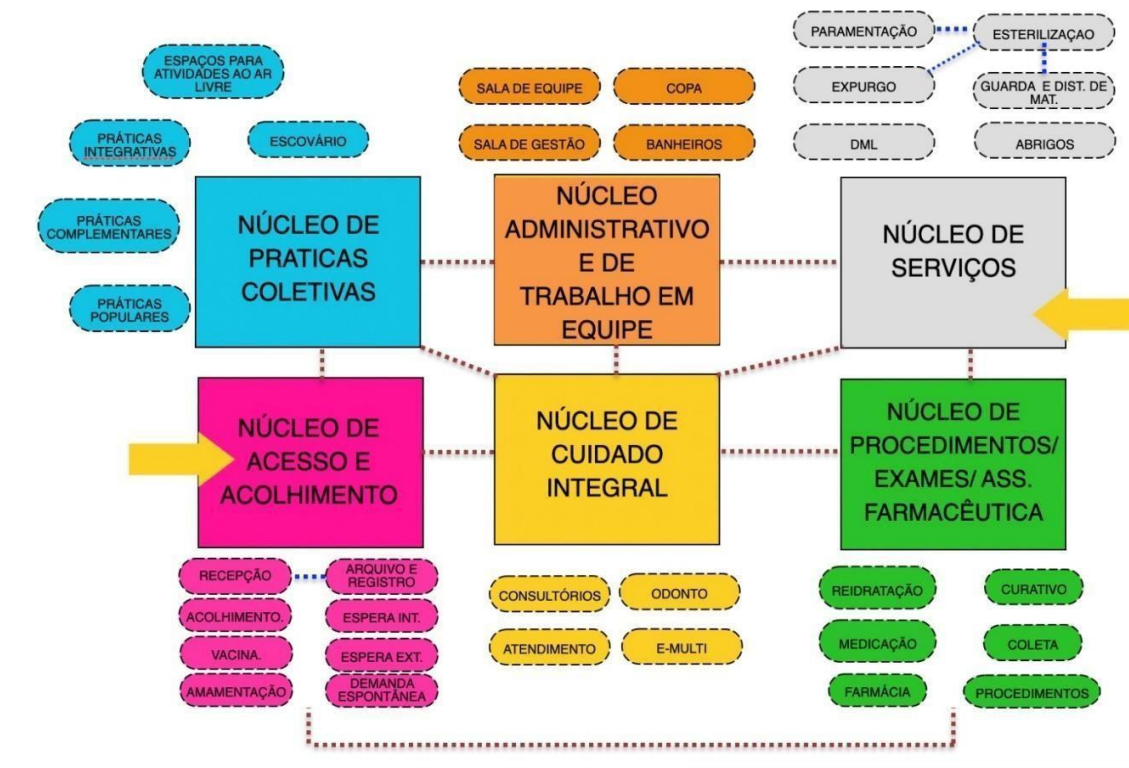 ESPAÇOS PARA
ATIVIDADES AO AR
LIVRE
PRÁTICAS
INTEGRATIVAS
ESCOVÁRIO
PRÁTICAS
COMPLEMENTARES
PRÁTICAS
POPULARES
NÚCLEO DE
PRATICAS
COLETIVAS
SALA DE EQUIPE
COPA
SALA DE GESTÃO
BANHEIROS
NÚCLEO
ADMINISTRATIVO
E DE
TRABALHO EM
EQUIPE
PARAMENTAÇÃO
ESTERILIZAÇAO
EXPURGO
GUARDA E DIST. DE
MAT.
DML
ABRIGOS
NÚCLEO DE
SERVIÇOS
NÚCLEO DE
ACESSO E
ACOLHIMENTO
RECEPÇÃO
ARQUIVO E
REGISTRO
ACOLHIMENTO.
ESPERA INT.
VACINA.
ESPERA EXT.
AMAMENTAÇÃO
DEMANDA
ESPONTÂNEA
NÚCLEO DE
CUIDADO
INTEGRAL
CONSULTÓRIOS
ODONTO
ATENDIMENTO
E-MULTI
NÚCLEO DE
PROCEDIMENTOS/
EXAMES/ ASS.
FARMACÊUTICA
REIDRATAÇÃO
CURATIVO
MEDICAÇÃO
COLETA
FARMÁCIA
PROCEDIMENTOS